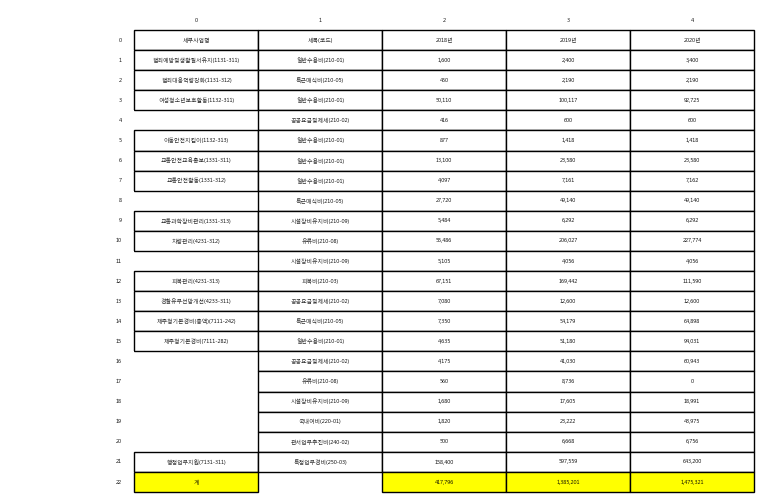 0 1 2 3 4
0 세부사업명 세목(코드) 2018년 2019년 2020년
1 범죄예방및생활질서유지(1131-311) 일반수용비(210-01) 1,600 2,400 3,400
2 범죄대응역량강화(1131-312) 특근매식비(210-05) 460 2,190 2,190
3 여성청소년보호활동(1132-311) 일반수용비(210-01) 50,110 100,117 92,725
4 공공요금및제세(210-02) 416 600 600
5 아동안전지킴이(1132-313) 일반수용비(210-01) 877 1,418 1,418
6 교통안전교육홍보(1331-311) 일반수용비(210-01) 13,100 23,580 23,580
7 교통안전활동(1331-312) 일반수용비(210-01) 4,097 7,161 7,162
8 특근매식비(210-05) 27,720 49,140 49,140
9 교통과학장비관리(1331-313) 시설장비유지비(210-09) 5,484 6,292 6,292
10 차량관리(4231-312) 유류비(210-08) 55,486 206,027 227,774
11 시설장비유지비(210-09) 5,105 4,056 4,056
12 피복관리(4231-313) 피복비(210-03) 67,151 169,442 111,590
13 경찰유무선망개선(4233-311) 공공요금및제세(210-02) 7,080 12,600 12,600
14 제주청기본경비(총액)(7111-242) 특근매식비(210-05) 7,350 54,179 64,898
15 제주청기본경비(7111-282) 일반수용비(210-01) 4,635 51,180 94,031
16 공공요금및제세(210-02) 4,175 41,030 60,943
17 유류비(210-08) 560 8,736 0
18 시설장비유지비(210-09) 1,680 17,605 18,991
19 국내여비(220-01) 1,820 23,222 43,975
20 관서업무추진비(240-02) 500 6,668 6,756
21 행정업무지원(7131-311) 특정업무경비(250-03) 158,400 597,559 643,200
22 계 417,796 1,385,201 1,475,321